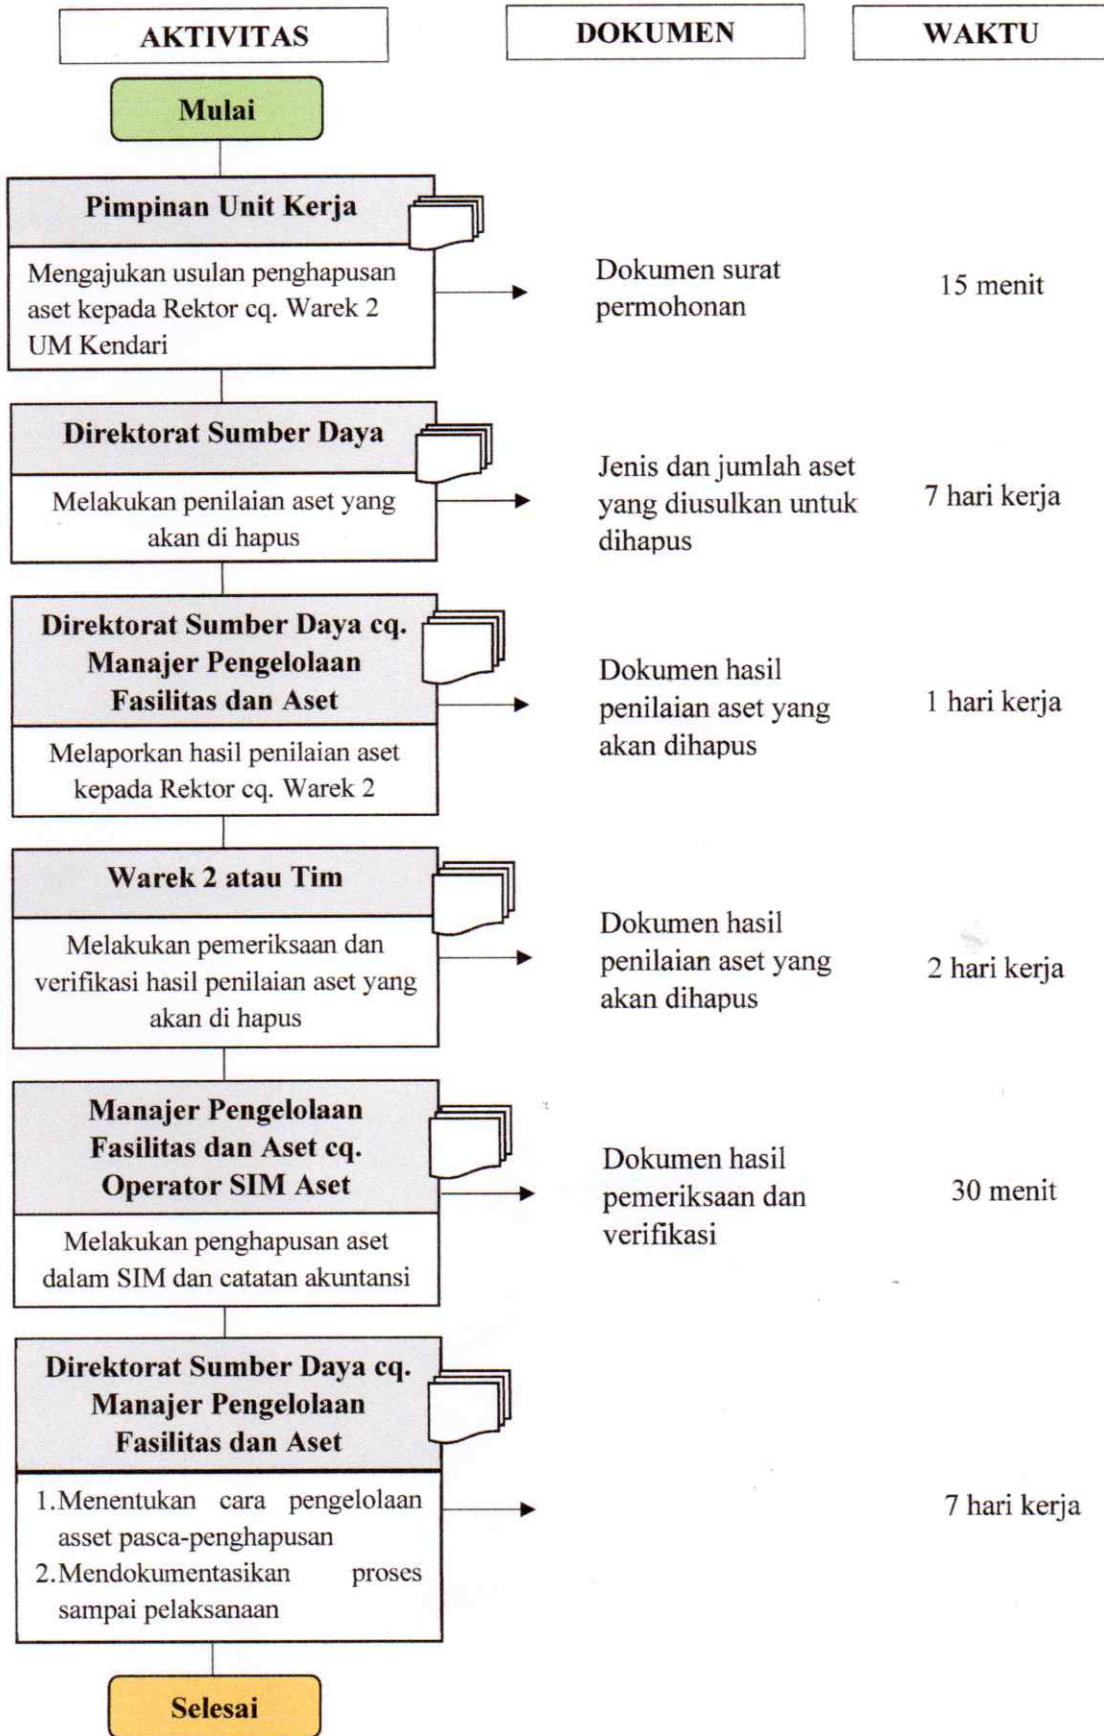 AKTIVITAS
DOKUMEN
WAKTU
Mulai
Pimpinan Unit Kerja
Mengajukan usulan penghapusan
aset kepada Rektor cq. Warek 2
UM Kendari
Dokumen surat
permohonan
15 menit
Direktorat Sumber Daya
Melakukan penilaian aset yang
akan di hapus
Jenis dan jumlah aset
yang diusulkan untuk
dihapus
7 hari kerja
Direktorat Sumber Daya cq.
Manajer Pengelolaan
Fasilitas dan Aset
Melaporkan hasil penilaian aset
kepada Rektor cq. Warek 2
Dokumen hasil
penilaian aset yang
akan dihapus
1 hari kerja
Warek 2 atau Tim
Melakukan pemeriksaan dan
verifikasi hasil penilaian aset yang
akan di hapus
Dokumen hasil
penilaian aset yang
akan dihapus
2 hari kerja
Manajer Pengelolaan
Fasilitas dan Aset cq.
Operator SIM Aset
Melakukan penghapusan aset
dalam SIM dan catatan akuntansi
Dokumen hasil
pemeriksaan dan
verifikasi
30 menit
Direktorat Sumber Daya cq.
Manajer Pengelolaan
Fasilitas dan Aset
1.Menentukan cara pengelolaan
asset pasca-penghapusan
2.Mendokumentasikan proses
sampai pelaksanaan
7 hari kerja
Selesai